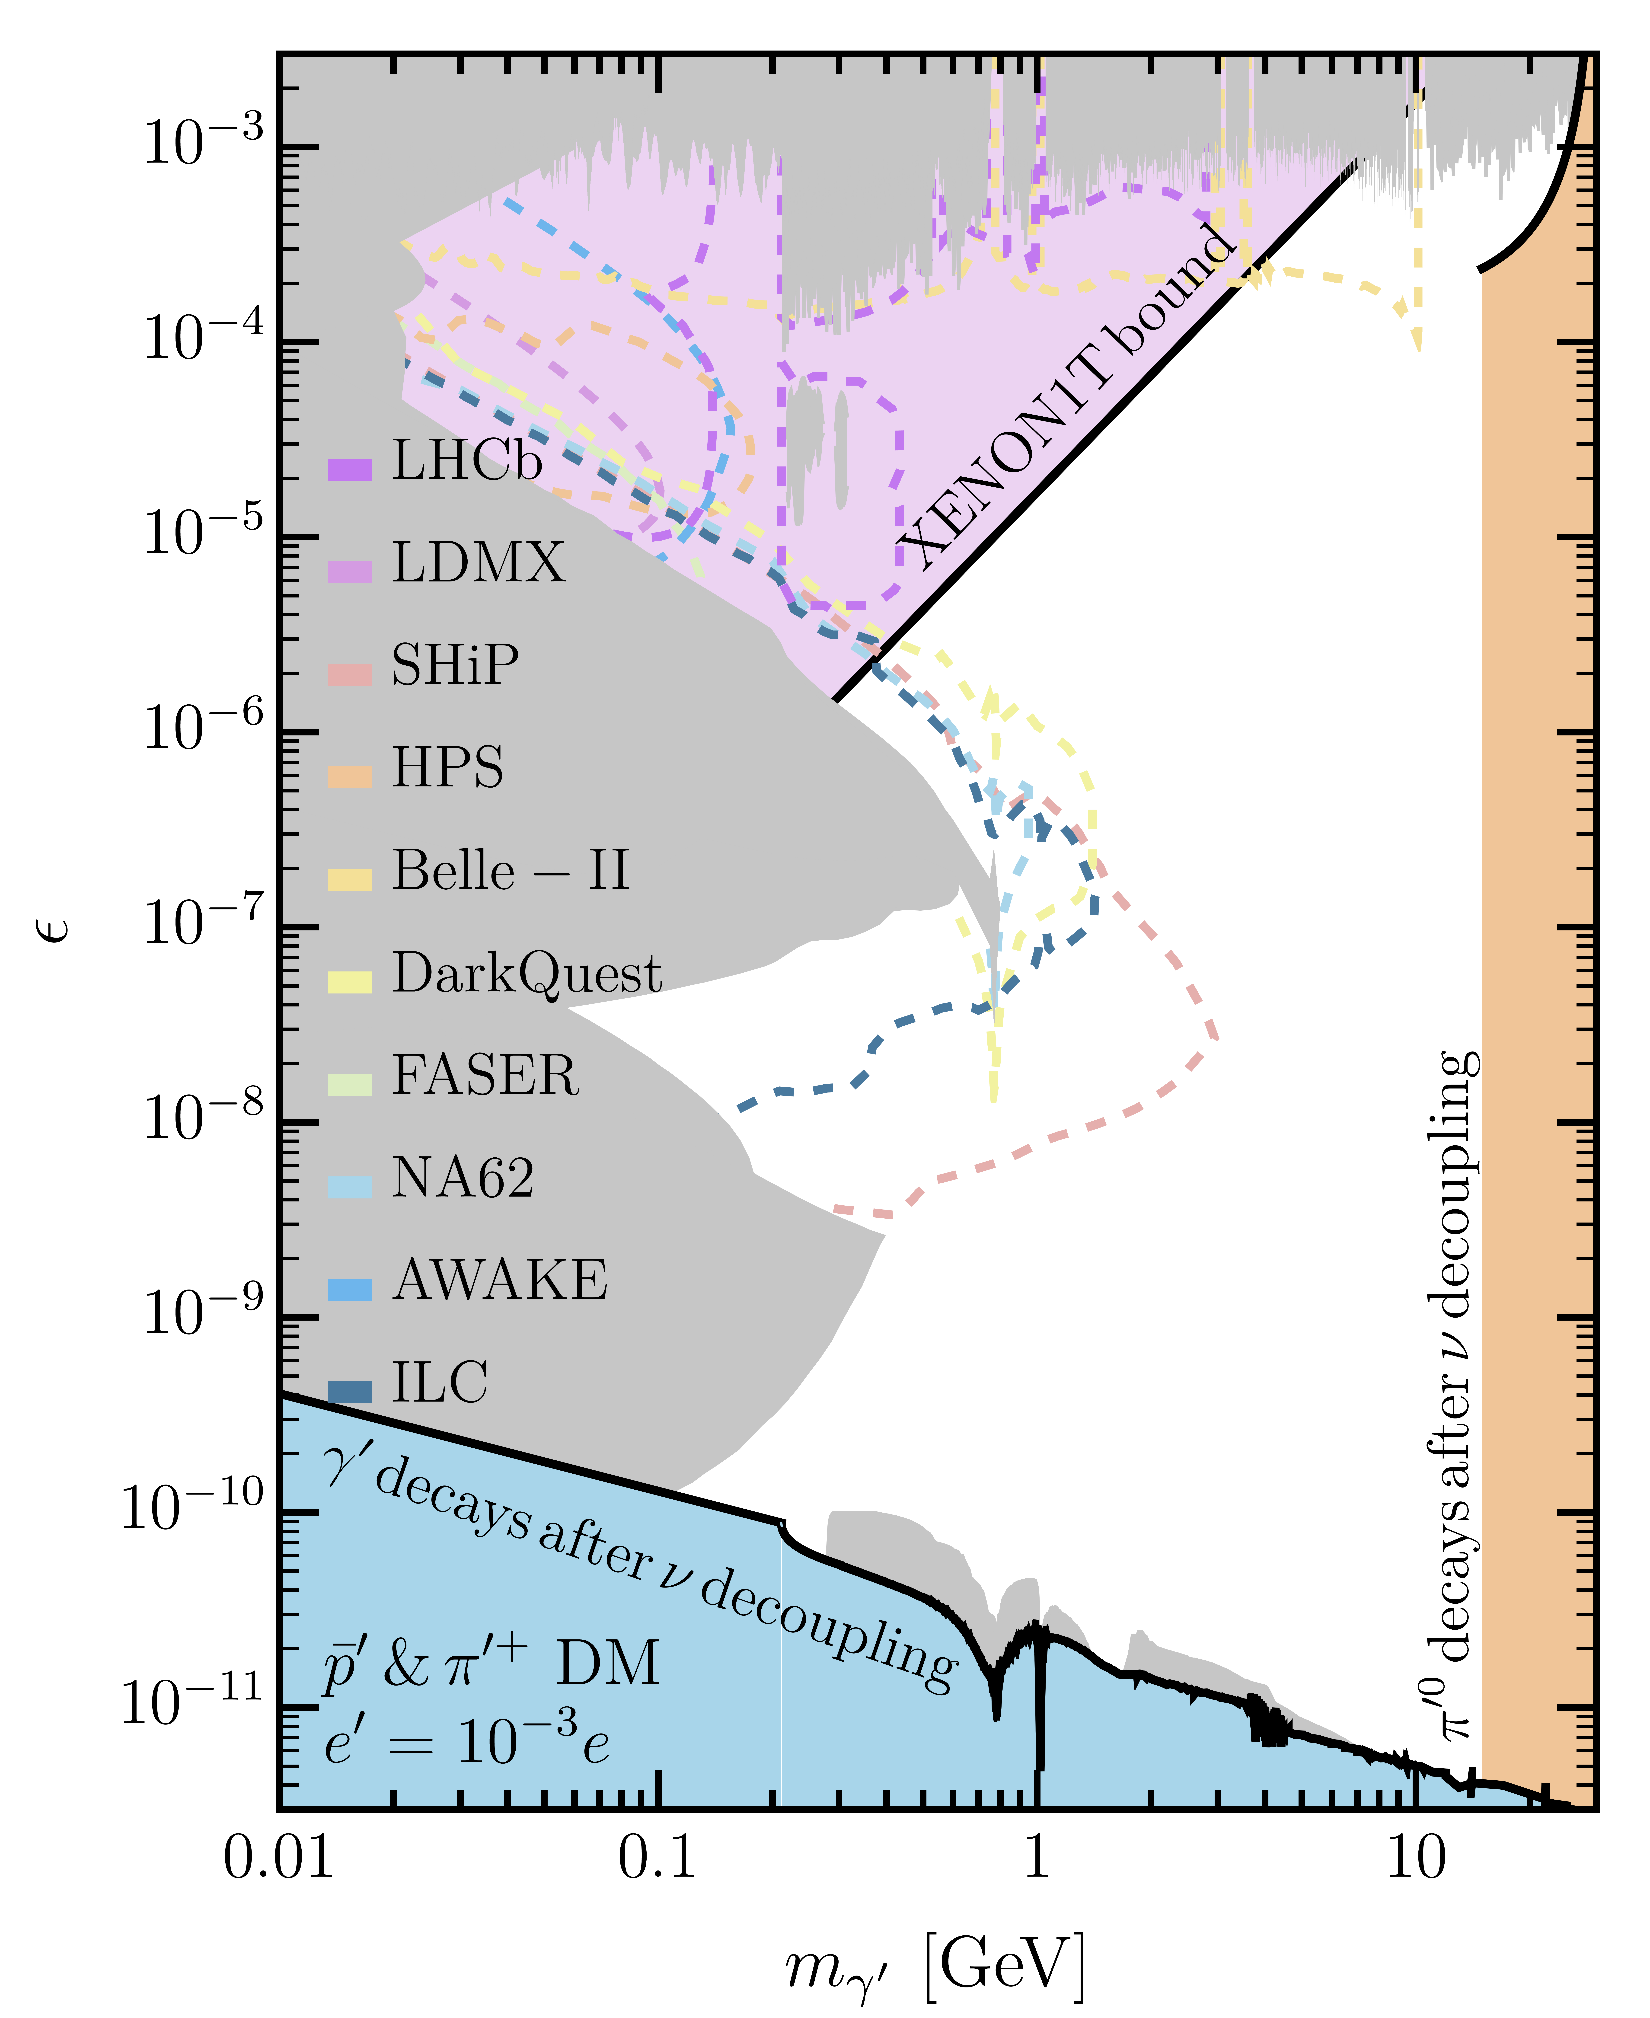 10⁻³
10⁻⁴
10⁻⁵
10⁻⁶
10⁻⁷
10⁻⁸
10⁻⁹
10⁻¹⁰
10⁻¹¹
ϵ
XENON1T bound
LHCb
LDMX
SHiP
HPS
Belle − II
DarkQuest
FASER
NA62
AWAKE
ILC
γ′ decays after ν decoupling
π′⁰ decays after ν decoupling
p̄′ & π′⁺ DM
e′ = 10⁻³e
0.01 0.1 1 10
m_γ′ [GeV]